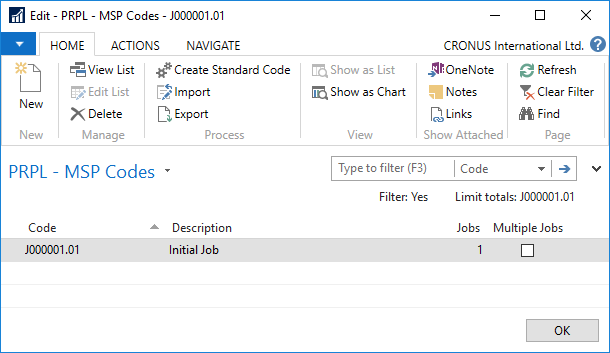 Edit - PRPL - MSP Codes - J000001.01
HOME ACTIONS NAVIGATE CRONUS International Ltd. ?
New
New
View List
Edit List
Delete
Manage
Create Standard Code
Import
Export
Process
Show as List
Show as Chart
View
OneNote
Notes
Links
Show Attached
Refresh
Clear Filter
Find
Page
PRPL - MSP Codes
Type to filter (F3) Code
Filter: Yes Limit totals: J000001.01
Code Description Jobs Multiple Jobs
J000001.01 Initial Job 1
OK